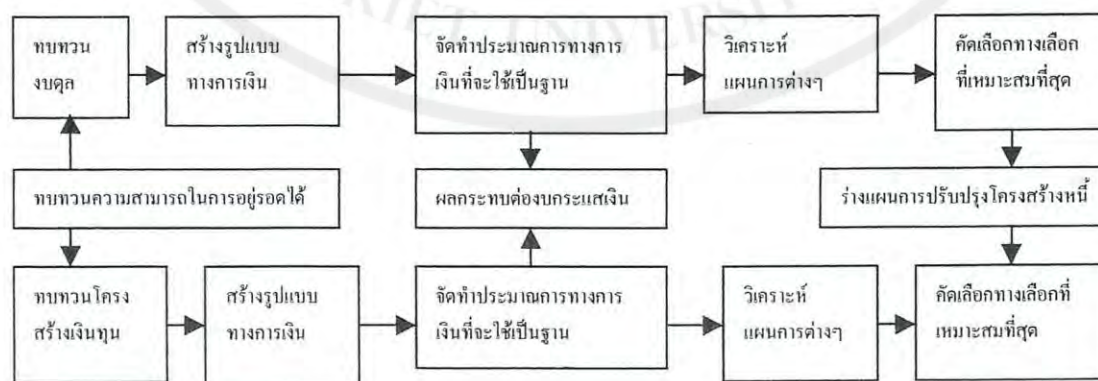 KIET UNIVERSIT
ทบทวน
งบดุล
สร้างรูปแบบ
ทางการเงิน
จัดทำประมาณการทางการ
เงินที่จะใช้เป็นฐาน
วิเคราะห์
แผนการต่างๆ
คัดเลือกทางเลือก
ที่เหมาะสมที่สุด
ทบทวนความสามารถในการอยู่รอดได้
ผลกระทบต่องบกระแสเงิน
ร่างแผนการปรับปรุงโครงสร้างหนี้
ทบทวนโครง
สร้างเงินทุน
สร้างรูปแบบ
ทางการเงิน
จัดทำประมาณการทางการ
เงินที่จะใช้เป็นฐาน
วิเคราะห์
แผนการต่างๆ
คัดเลือกทางเลือกที่
เหมาะสมที่สุด